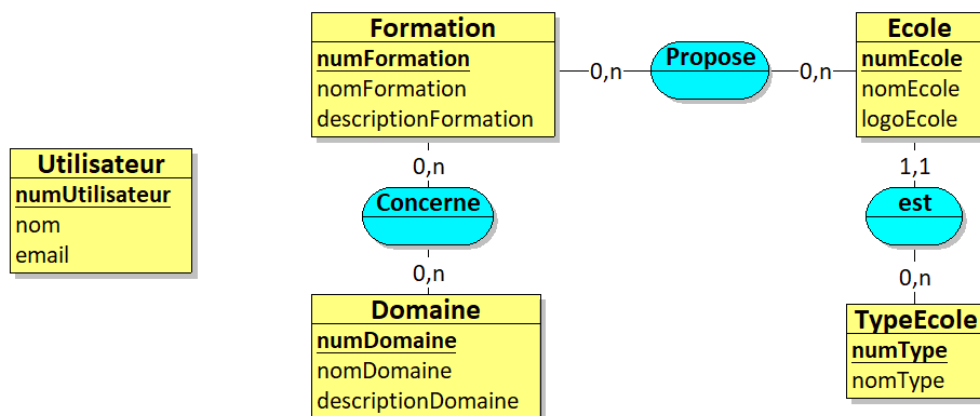 Formation
numFormation
nomFormation
descriptionFormation
0,n
Propose
0,n
Ecole
numEcole
nomEcole
logoEcole
Utilisateur
numUtilisateur
nom
email
0,n
Concerne
0,n
1,1
est
0,n
Domaine
numDomaine
nomDomaine
descriptionDomaine
TypeEcole
numType
nomType